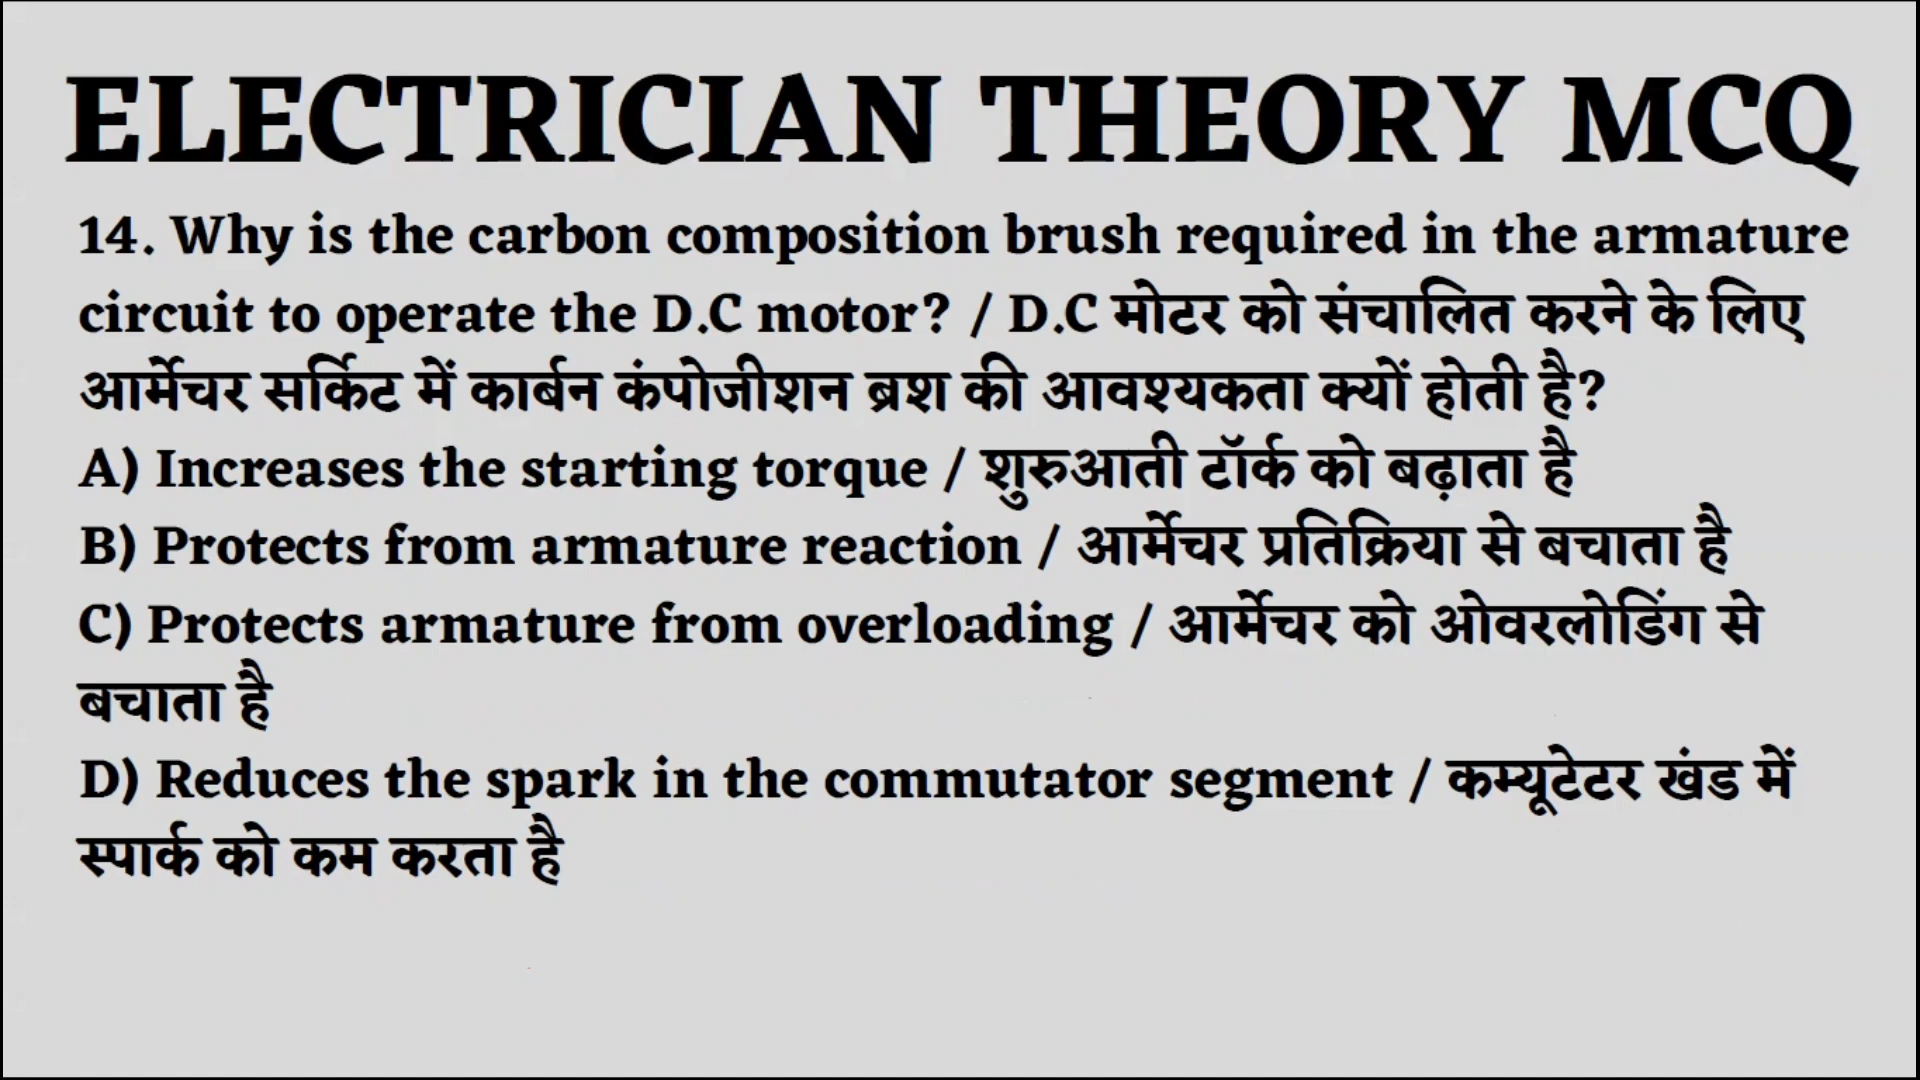 ELECTRICIAN THEORY MCQ
14. Why is the carbon composition brush required in the armature
circuit to operate the D.C motor? / D.C मोटर को संचालित करने के लिए
आर्मेचर सर्किट में कार्बन कंपोजीशन ब्रश की आवश्यकता क्यों होती है?
A) Increases the starting torque / शुरुआती टॉर्क को बढ़ाता है
B) Protects from armature reaction / आर्मेचर प्रतिक्रिया से बचाता है
C) Protects armature from overloading / आर्मेचर को ओवरलोडिंग से
बचाता है
D) Reduces the spark in the commutator segment / कम्यूटेटर खंड में
स्पार्क को कम करता है